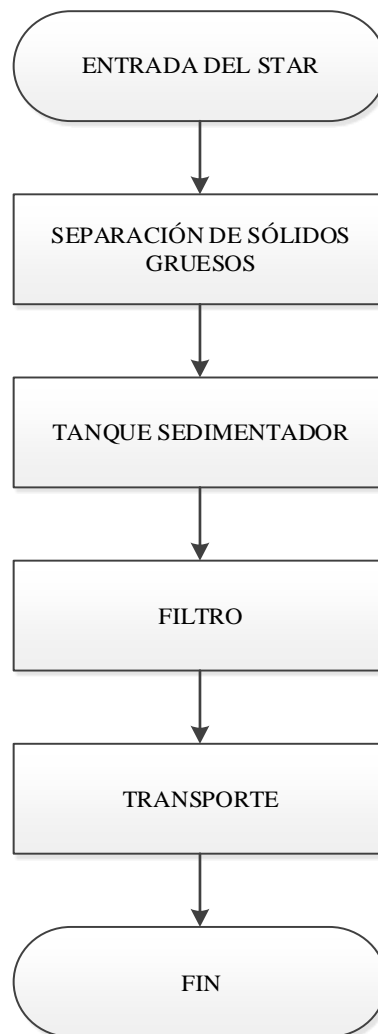 ENTRADA DEL STAR
SEPARACIÓN DE SÓLIDOS
GRUESOS
TANQUE SEDIMENTADOR
FILTRO
TRANSPORTE
FIN